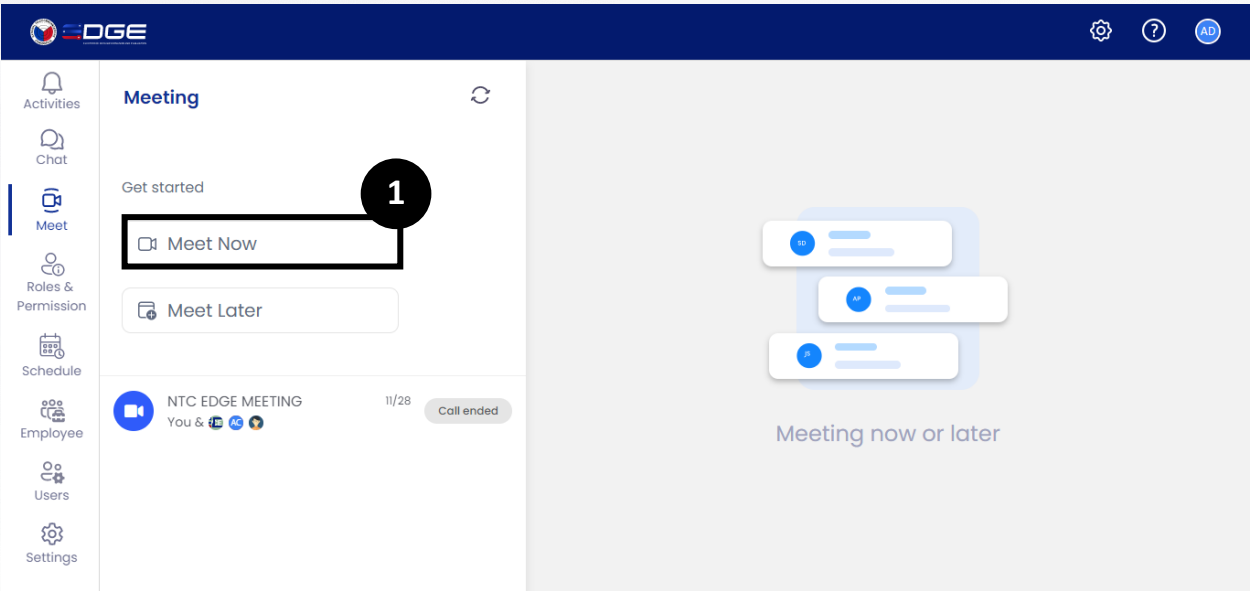 EDGE
AD
Activities
Chat
Meet
Roles &
Permission
Schedule
Employee
Users
Settings
Meeting
Get started
1
Meet Now
Meet Later
NTC EDGE MEETING
11/28
Call ended
You &
AC
SD
AP
JS
Meeting now or later